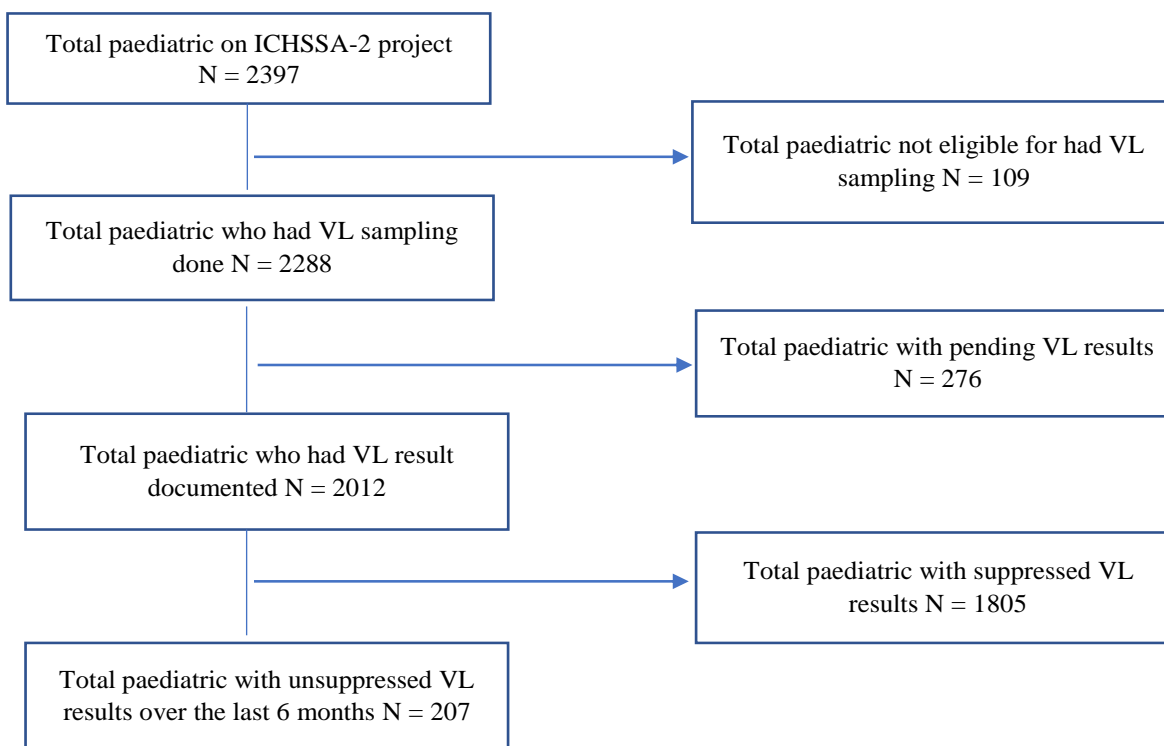 Total paediatric on ICHSSA-2 project
N = 2397
Total paediatric not eligible for had VL
sampling N = 109
Total paediatric who had VL sampling
done N = 2288
Total paediatric with pending VL results
N = 276
Total paediatric who had VL result
documented N = 2012
Total paediatric with suppressed VL
results N = 1805
Total paediatric with unsuppressed VL
results over the last 6 months N = 207